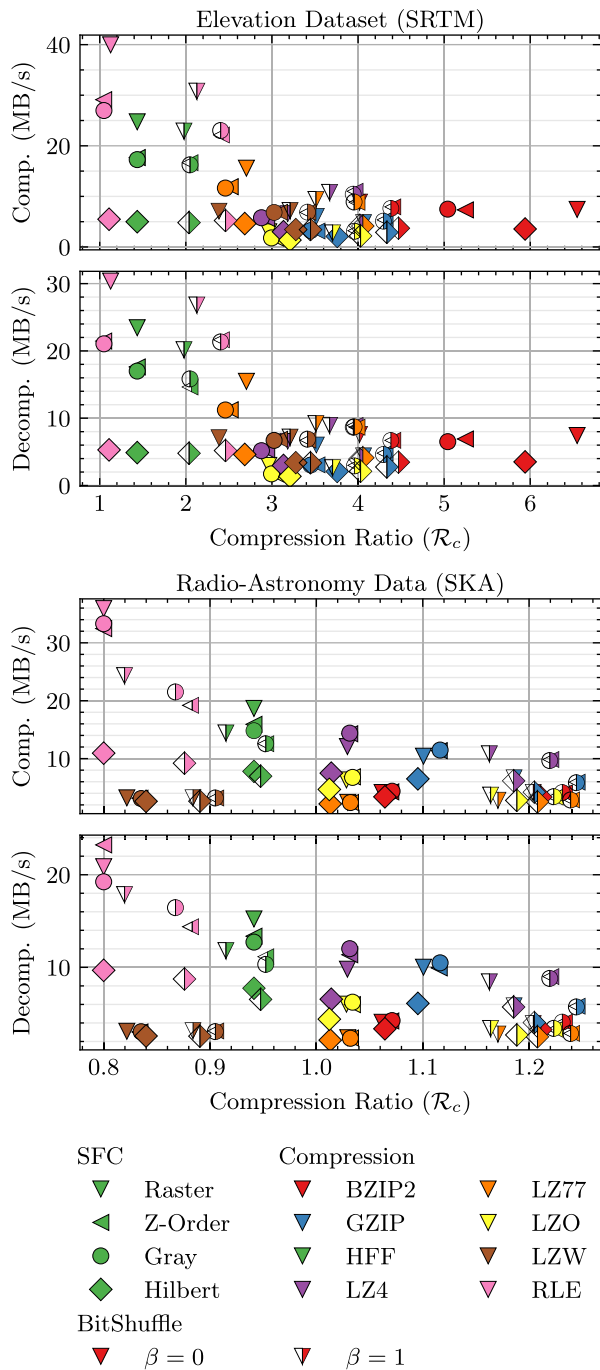 Elevation Dataset (SRTM)
Comp. (MB/s)
40
20
0
Decomp. (MB/s)
30
20
10
0
1 2 3 4 5 6
Compression Ratio (ℛc)
Radio-Astronomy Data (SKA)
Comp. (MB/s)
30
20
10
Decomp. (MB/s)
20
10
0.8 0.9 1.0 1.1 1.2
Compression Ratio (ℛc)
SFC Compression
Raster BZIP2 LZ77
Z-Order GZIP LZO
Gray HFF LZW
Hilbert LZ4 RLE
BitShuffle
β = 0 β = 1